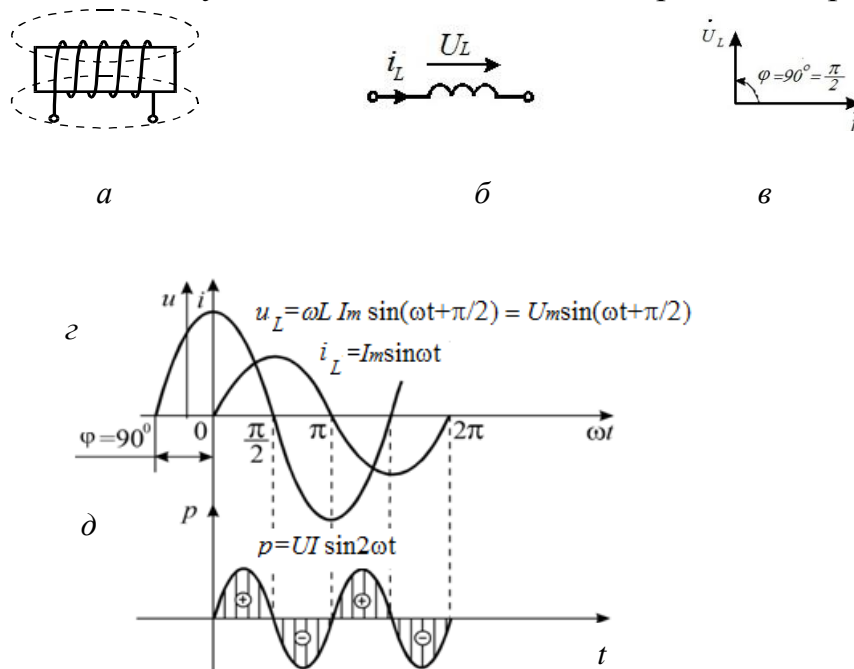 U_L
i_L
U̇_L
φ=90°=π/2
а
б
в
г
u
i
u_L=ωL Im sin(ωt+π/2) = Umsin(ωt+π/2)
i_L=Imsinωt
φ=90⁰
0
π/2
π
2π
ωt
д
p
p=UI sin2ωt
+
−
+
−
t